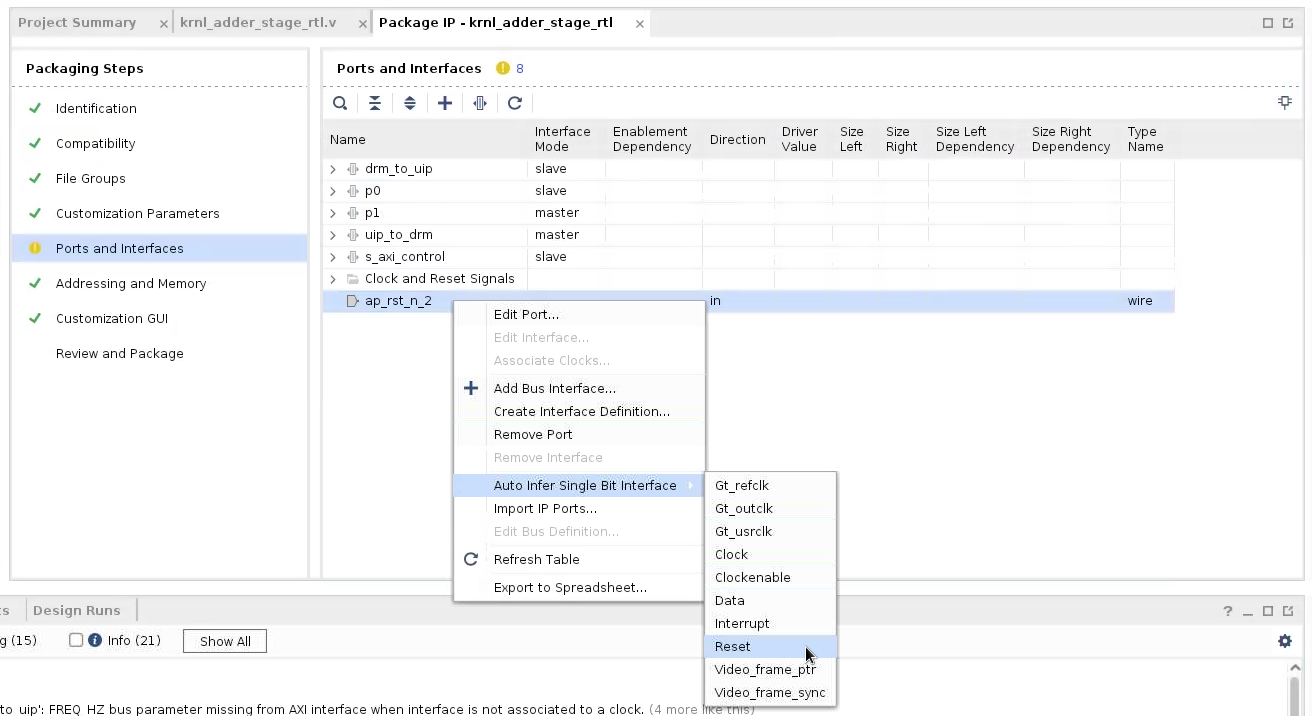 Project Summary
krnl_adder_stage_rtl.v
Package IP - krnl_adder_stage_rtl
Packaging Steps
Identification
Compatibility
File Groups
Customization Parameters
Ports and Interfaces
Addressing and Memory
Customization GUI
Review and Package
Ports and Interfaces 8
Name Interface Mode Enablement Dependency Direction Driver Value Size Left Size Right Size Left Dependency Size Right Dependency Type Name
drm_to_uip slave
p0 slave
p1 master
uip_to_drm master
s_axi_control slave
Clock and Reset Signals
ap_rst_n_2 in wire
Edit Port...
Edit Interface...
Associate Clocks...
Add Bus Interface...
Create Interface Definition...
Remove Port
Remove Interface
Auto Infer Single Bit Interface
Import IP Ports...
Edit Bus Definition...
Refresh Table
Export to Spreadsheet...
Gt_refclk
Gt_outclk
Gt_usrclk
Clock
Clockenable
Data
Interrupt
Reset
Video_frame_ptr
Video_frame_sync
ts Design Runs ?
g (15) Info (21) Show All
to_uip': FREQ_HZ bus parameter missing from AXI interface when interface is not associated to a clock. (4 more like this)